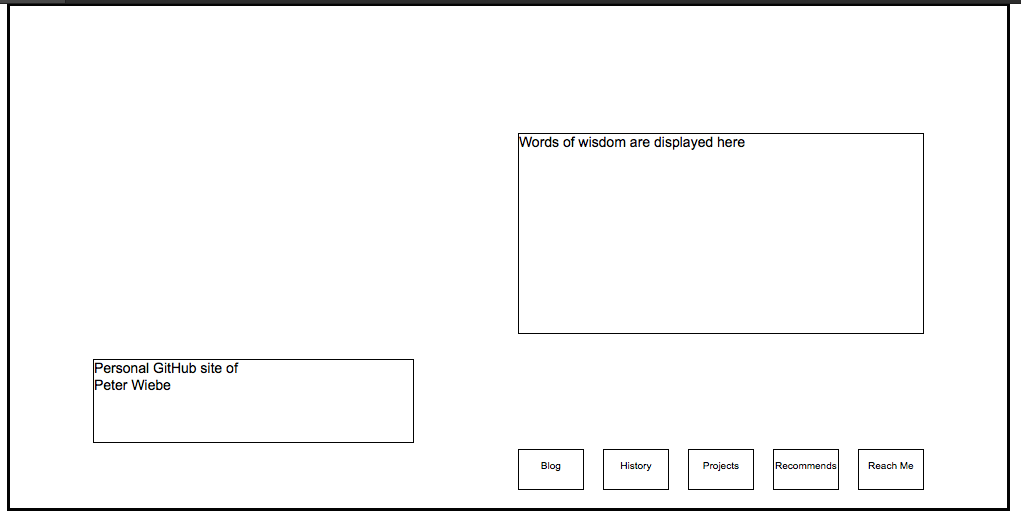 Words of wisdom are displayed here
Personal GitHub site of
Peter Wiebe
Blog
History
Projects
Recommends
Reach Me